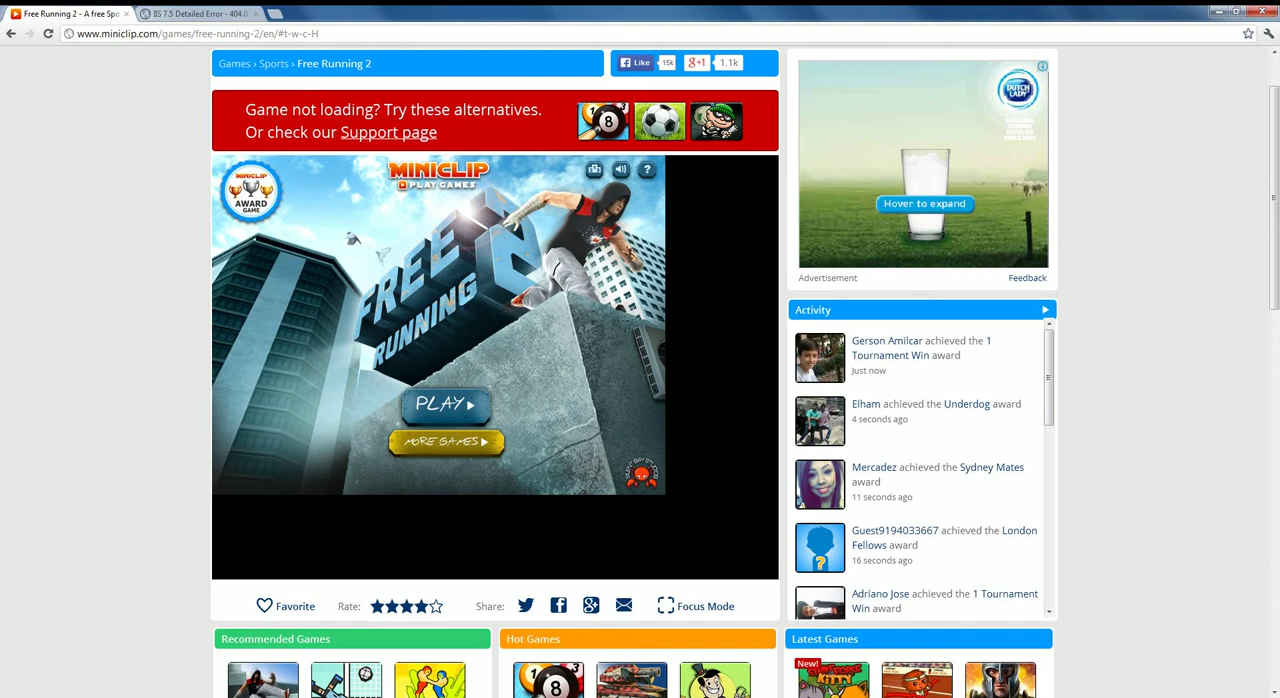 Free Running 2 - A free Spo
IIS 7.5 Detailed Error - 404.0
www.miniclip.com/games/free-running-2/en/#t-w-c-H
Games › Sports › Free Running 2
Like 15k +1 1.1k
Game not loading? Try these alternatives.
Or check our Support page
MINICLIP
AWARD
GAME
MINICLIP
PLAY GAMES
?
FREE
RUNNING
2
PLAY
MORE GAMES
DUTCH
LADY
Hover to expand
Advertisement
Feedback
Activity
Gerson Amilcar achieved the 1
Tournament Win award
Just now
Elham achieved the Underdog award
4 seconds ago
Mercadez achieved the Sydney Mates
award
11 seconds ago
Guest9194033667 achieved the London
Fellows award
16 seconds ago
Adriano Jose achieved the 1 Tournament
Win award
Favorite
Rate:
Share:
Focus Mode
Recommended Games
Hot Games
Latest Games
8
New!
KITTY